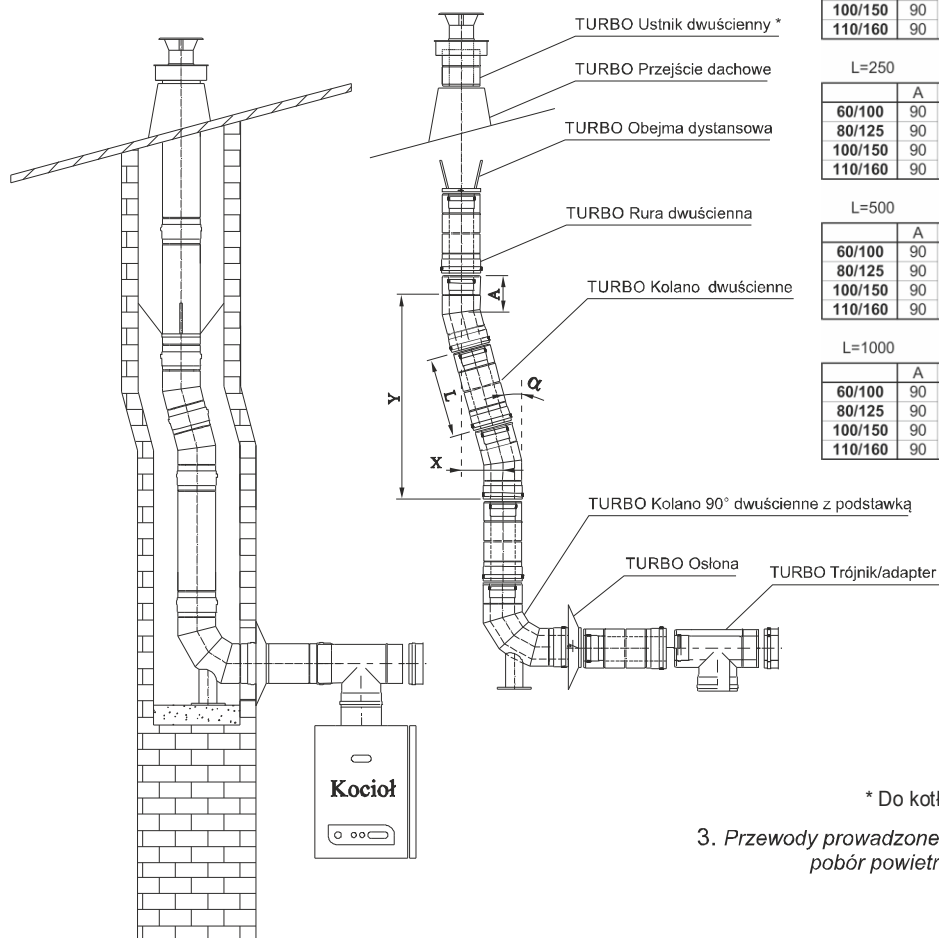 TURBO Ustnik dwuścienny *
TURBO Przejście dachowe
TURBO Obejma dystansowa
TURBO Rura dwuścienna
TURBO Kolano dwuścienne
A
α
L
Y
X
TURBO Kolano 90° dwuścienne z podstawką
TURBO Osłona
TURBO Trójnik/adapter
Kocioł
100/150 90
110/160 90
L=250
A
60/100 90
80/125 90
100/150 90
110/160 90
L=500
A
60/100 90
80/125 90
100/150 90
110/160 90
L=1000
A
60/100 90
80/125 90
100/150 90
110/160 90
* Do kotł
3. Przewody prowadzone
pobór powietr